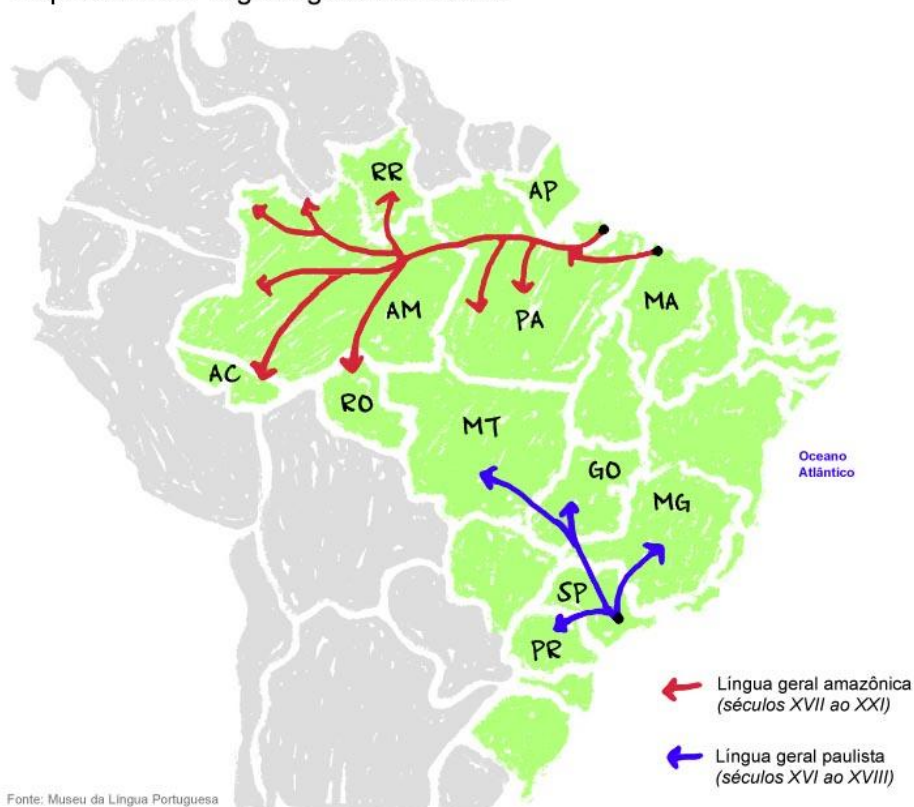 RR
AP
AM
PA
MA
AC
RO
MT
GO
MG
Oceano
Atlântico
SP
PR
Língua geral amazônica
(séculos XVII ao XXI)
Língua geral paulista
(séculos XVI ao XVIII)
Fonte: Museu da Língua Portuguesa